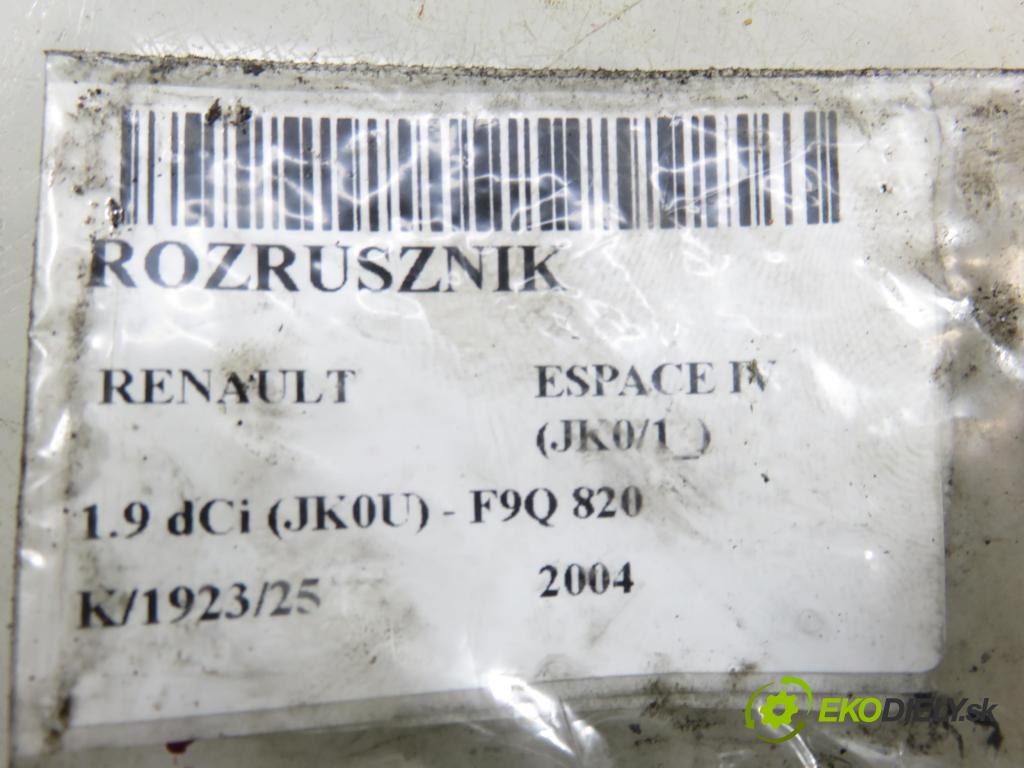 ROZRUSZNIK
RENAULT ESPACE IV
(JK0/1_)
1.9 dCi (JK0U) - F9Q 820
K/1923/25 2004
EKODIELY.sk